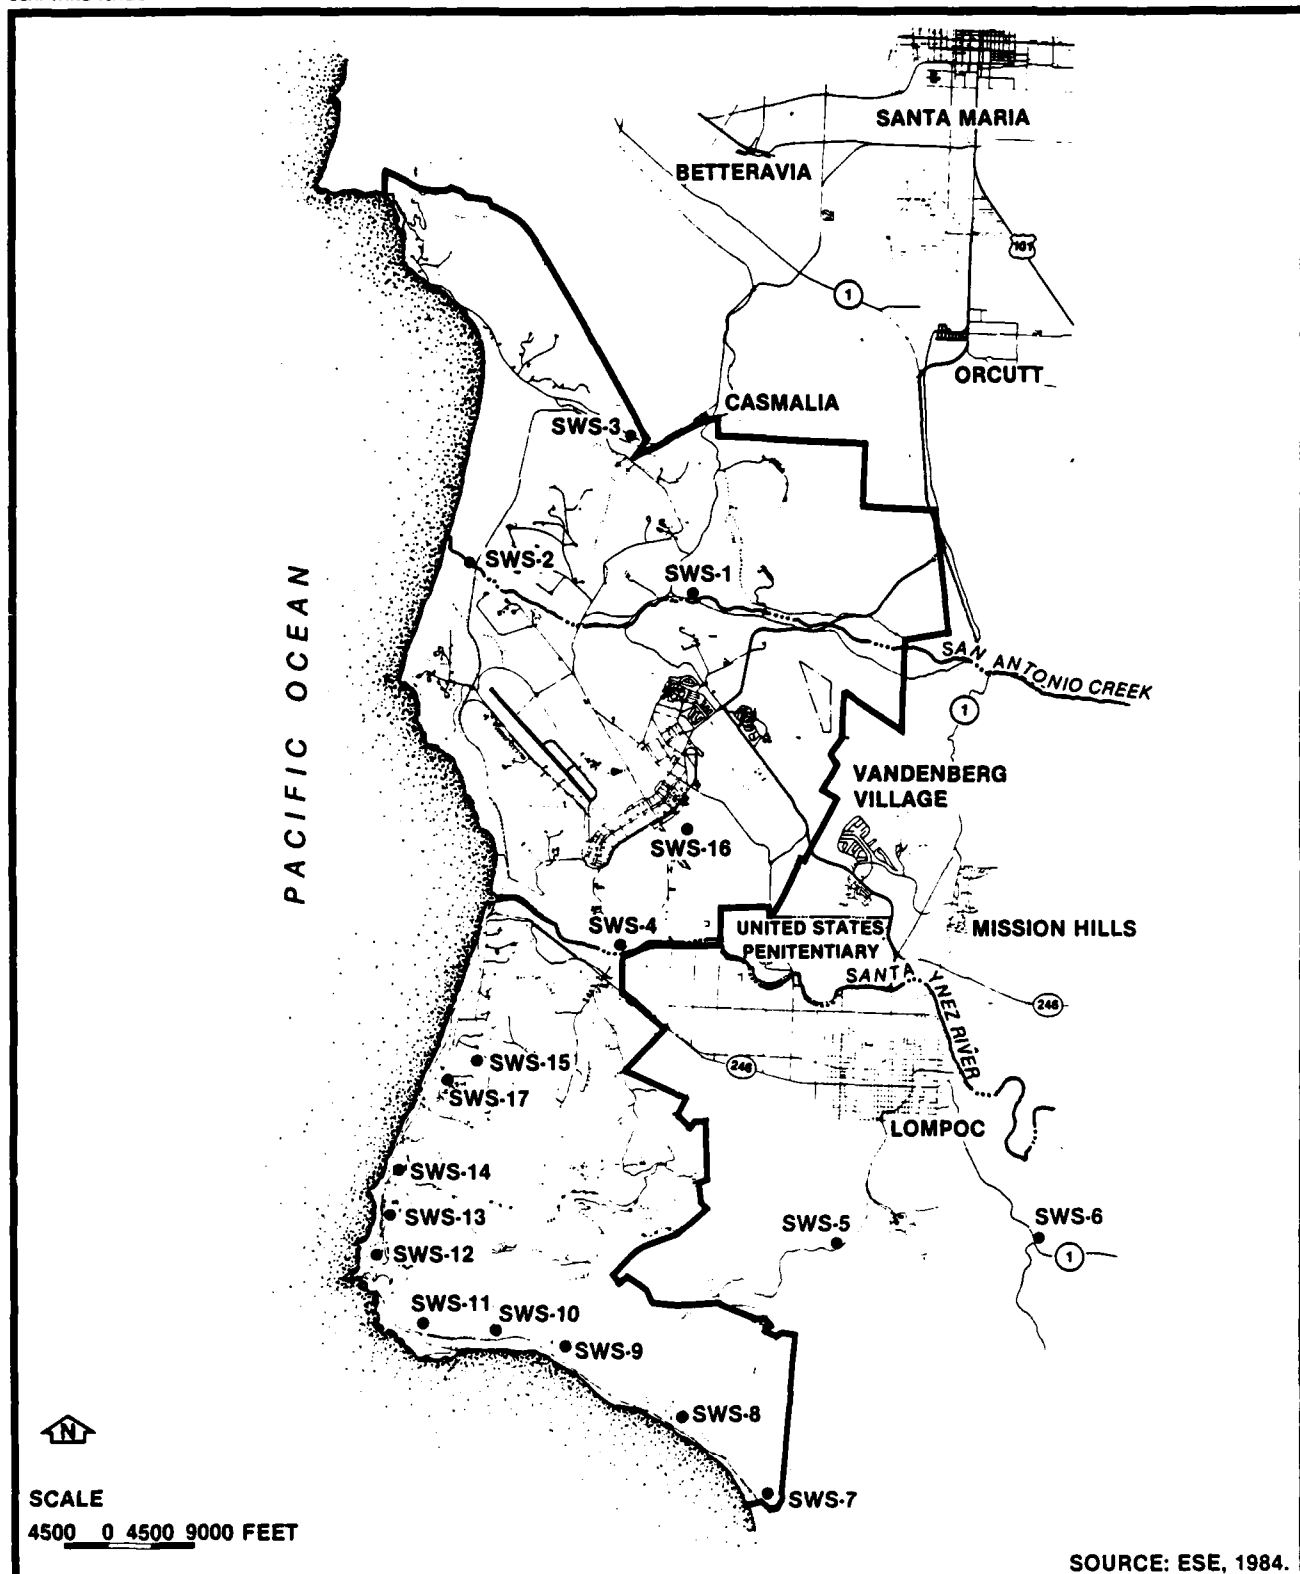 SANTA MARIA
BETTERAVIA
101
1
ORCUTT
CASMALIA
SWS-3
SWS-2
SWS-1
SAN ANTONIO CREEK
1
PACIFIC OCEAN
VANDENBERG
VILLAGE
SWS-16
SWS-4
UNITED STATES
PENITENTIARY
MISSION HILLS
SANTA YNEZ RIVER
246
246
SWS-15
SWS-17
LOMPOC
SWS-14
SWS-13
SWS-5
SWS-6
SWS-12
1
SWS-11
SWS-10
SWS-9
SWS-8
N
SWS-7
SCALE
4500 0 4500 9000 FEET
SOURCE: ESE, 1984.